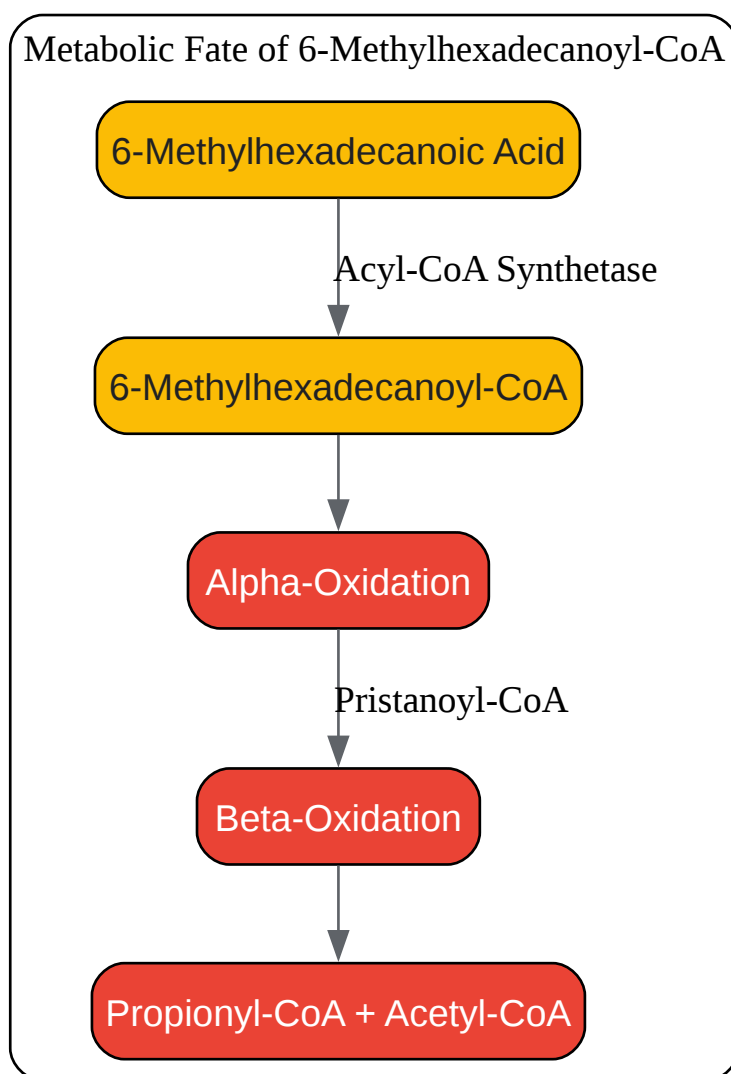 Metabolic Fate of 6-Methylhexadecanoyl-CoA
6-Methylhexadecanoic Acid
Acyl-CoA Synthetase
6-Methylhexadecanoyl-CoA
Alpha-Oxidation
Pristanoyl-CoA
Beta-Oxidation
Propionyl-CoA + Acetyl-CoA